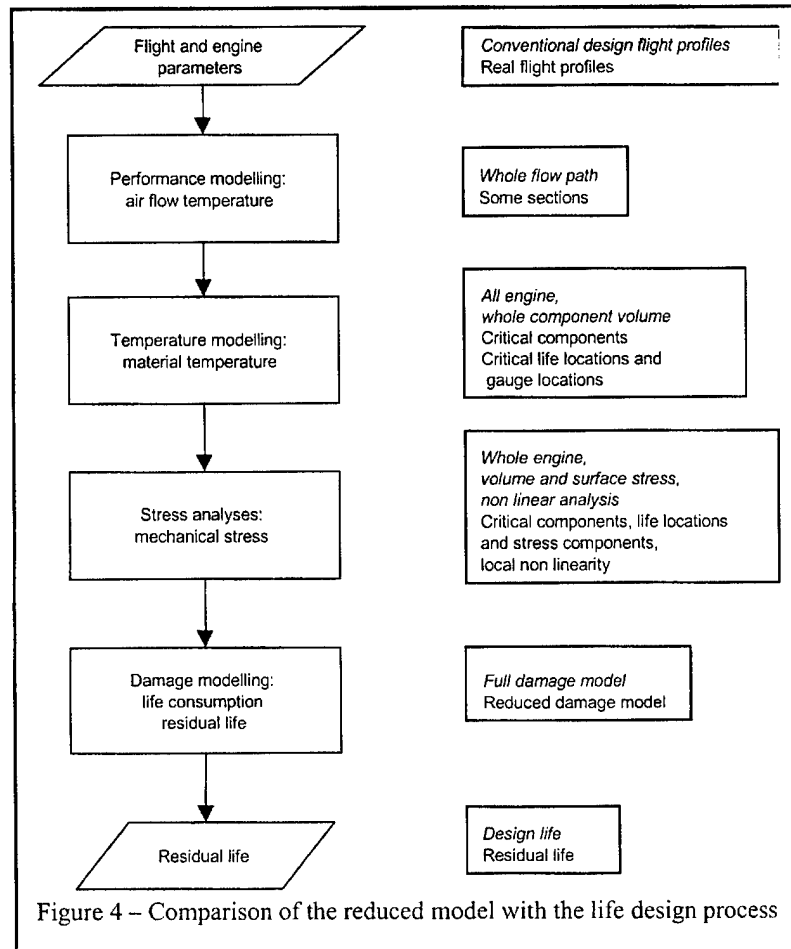 Flight and engine
parameters
Conventional design flight profiles
Real flight profiles
Performance modelling:
air flow temperature
Whole flow path
Some sections
Temperature modelling:
material temperature
All engine,
whole component volume
Critical components
Critical life locations and
gauge locations
Stress analyses:
mechanical stress
Whole engine,
volume and surface stress,
non linear analysis
Critical components, life locations
and stress components,
local non linearity
Damage modelling:
life consumption
residual life
Full damage model
Reduced damage model
Residual life
Design life
Residual life
Figure 4 – Comparison of the reduced model with the life design process